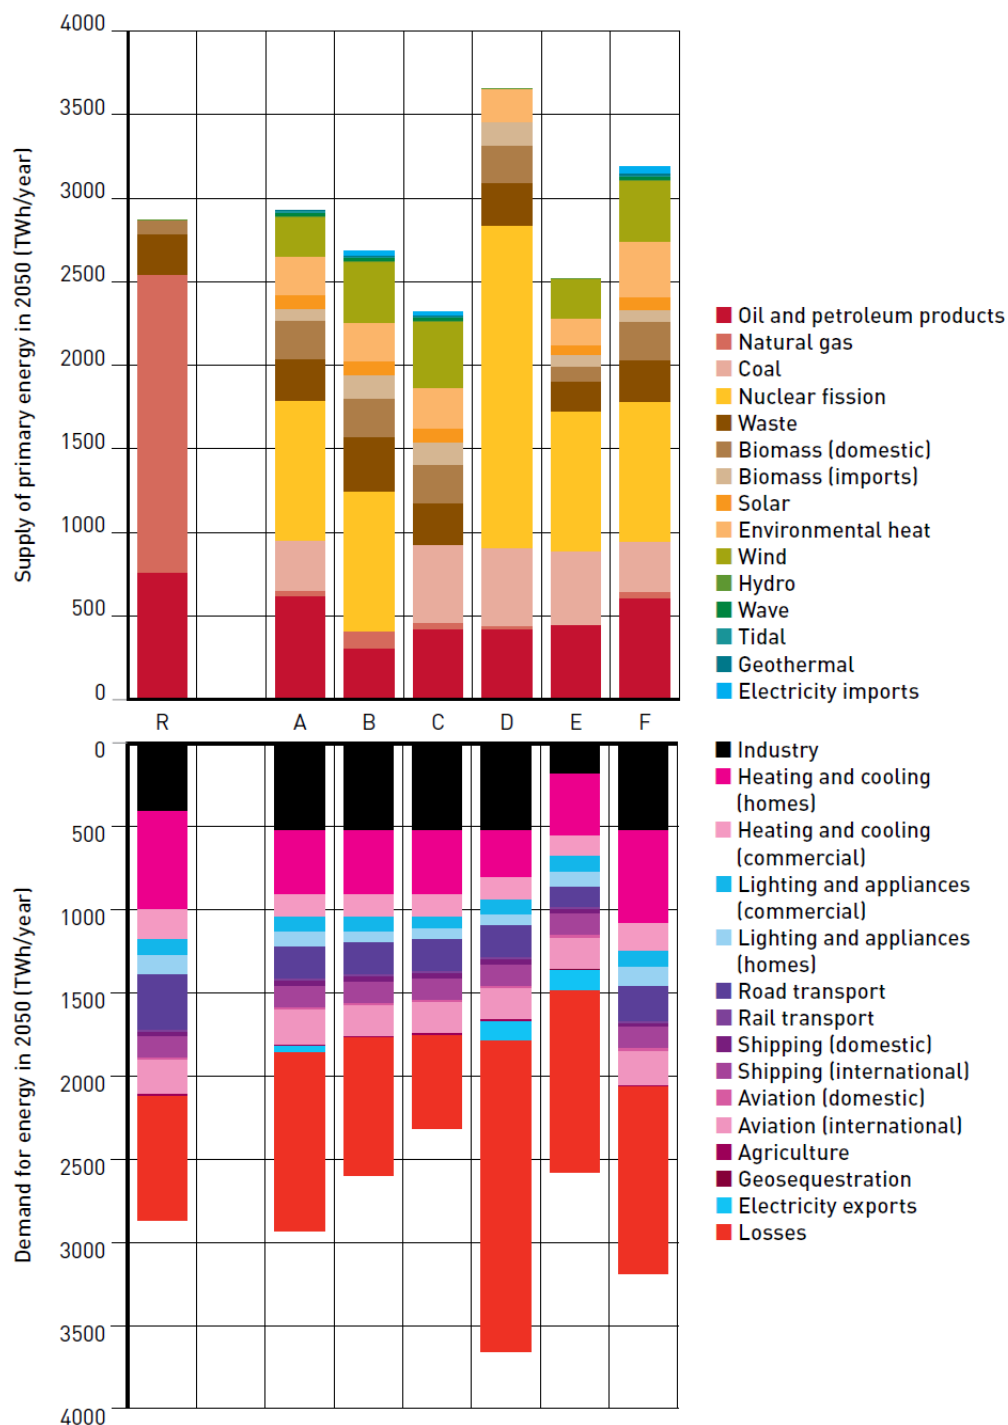 Supply of primary energy in 2050 (TWh/year)
4000
3500
3000
2500
2000
1500
1000
500
0
R
A
B
C
D
E
F
Oil and petroleum products
Natural gas
Coal
Nuclear fission
Waste
Biomass (domestic)
Biomass (imports)
Solar
Environmental heat
Wind
Hydro
Wave
Tidal
Geothermal
Electricity imports
Demand for energy in 2050 (TWh/year)
0
500
1000
1500
2000
2500
3000
3500
4000
Industry
Heating and cooling
(homes)
Heating and cooling
(commercial)
Lighting and appliances
(commercial)
Lighting and appliances
(homes)
Road transport
Rail transport
Shipping (domestic)
Shipping (international)
Aviation (domestic)
Aviation (international)
Agriculture
Geosequestration
Electricity exports
Losses